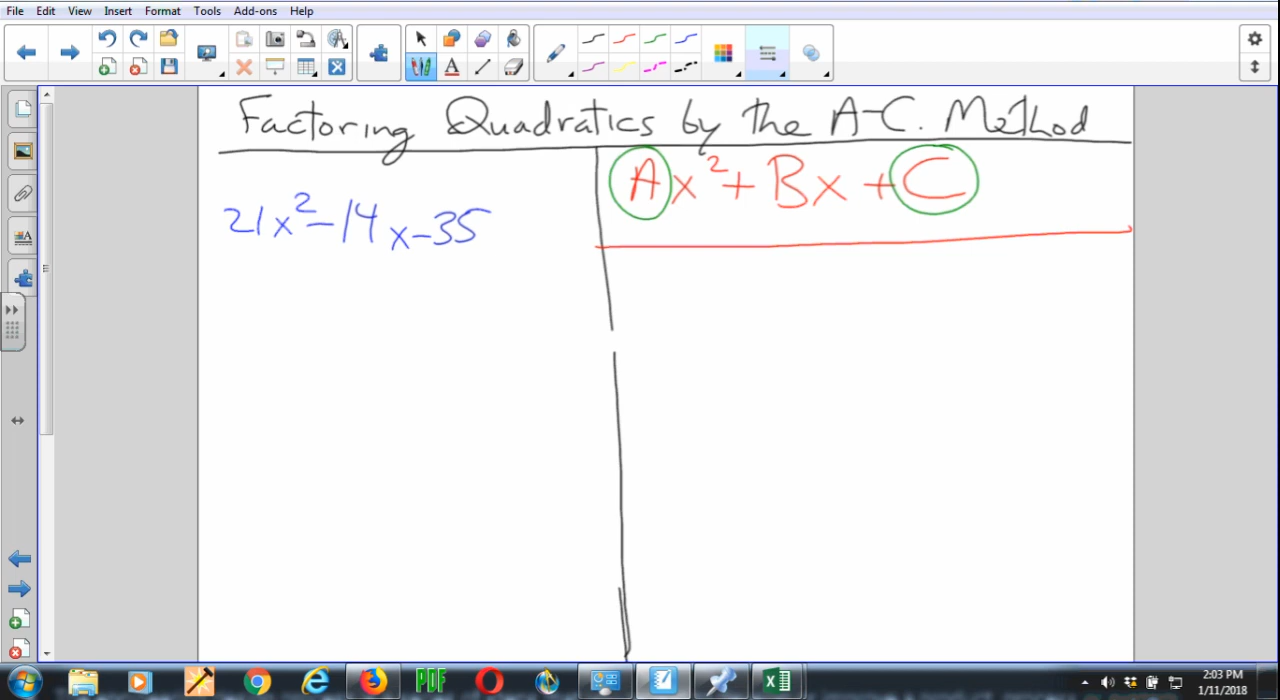 File Edit View Insert Format Tools Add-ons Help
Factoring Quadratics by the A-C. Method
Ax² + Bx + C
21x² - 14x - 35
PDF
2:03 PM
1/11/2018